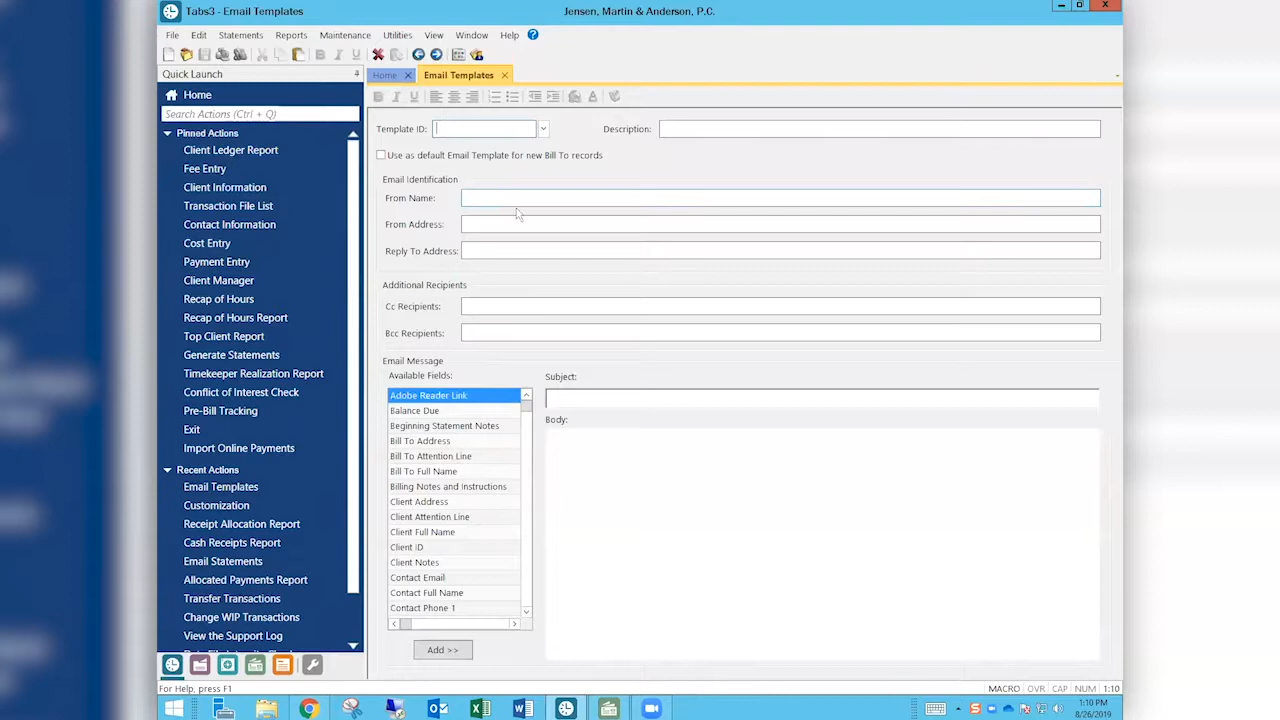 Tabs3 - Email Templates
Jensen, Martin & Anderson, P.C.
File Edit Statements Reports Maintenance Utilities View Window Help
Quick Launch
Home
Email Templates
Home
Search Actions (Ctrl + Q)
Pinned Actions
Client Ledger Report
Fee Entry
Client Information
Transaction File List
Contact Information
Cost Entry
Payment Entry
Client Manager
Recap of Hours
Recap of Hours Report
Top Client Report
Generate Statements
Timekeeper Realization Report
Conflict of Interest Check
Pre-Bill Tracking
Exit
Import Online Payments
Recent Actions
Email Templates
Customization
Receipt Allocation Report
Cash Receipts Report
Email Statements
Allocated Payments Report
Transfer Transactions
Change WIP Transactions
View the Support Log
Template ID:
Description:
Use as default Email Template for new Bill To records
Email Identification
From Name:
From Address:
Reply To Address:
Additional Recipients
Cc Recipients:
Bcc Recipients:
Email Message
Available Fields:
Adobe Reader Link
Balance Due
Beginning Statement Notes
Bill To Address
Bill To Attention Line
Bill To Full Name
Billing Notes and Instructions
Client Address
Client Attention Line
Client Full Name
Client ID
Client Notes
Contact Email
Contact Full Name
Contact Phone 1
Add >>
Subject:
Body:
For Help, press F1
MACRO OVR CAP NUM 1:10
1:10 PM
8/26/2019